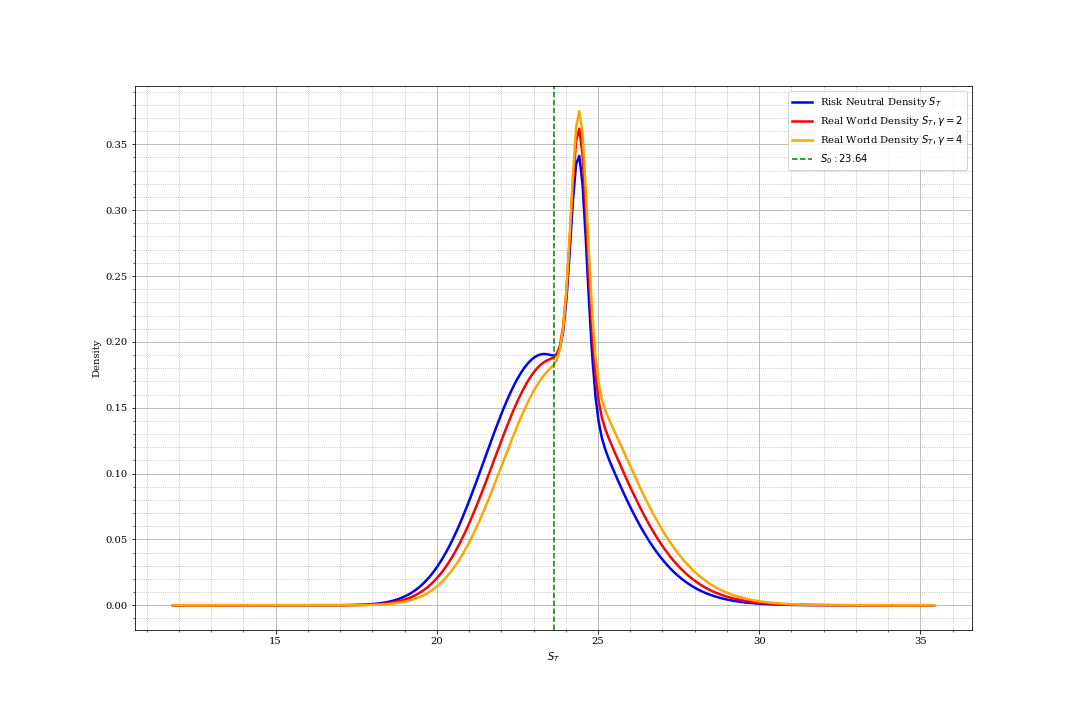 Risk Neutral Density S_T
Real World Density S_T, γ = 2
Real World Density S_T, γ = 4
S_0 : 23.64
0.35
0.30
0.25
0.20
0.15
0.10
0.05
0.00
Density
15
20
25
30
35
S_T